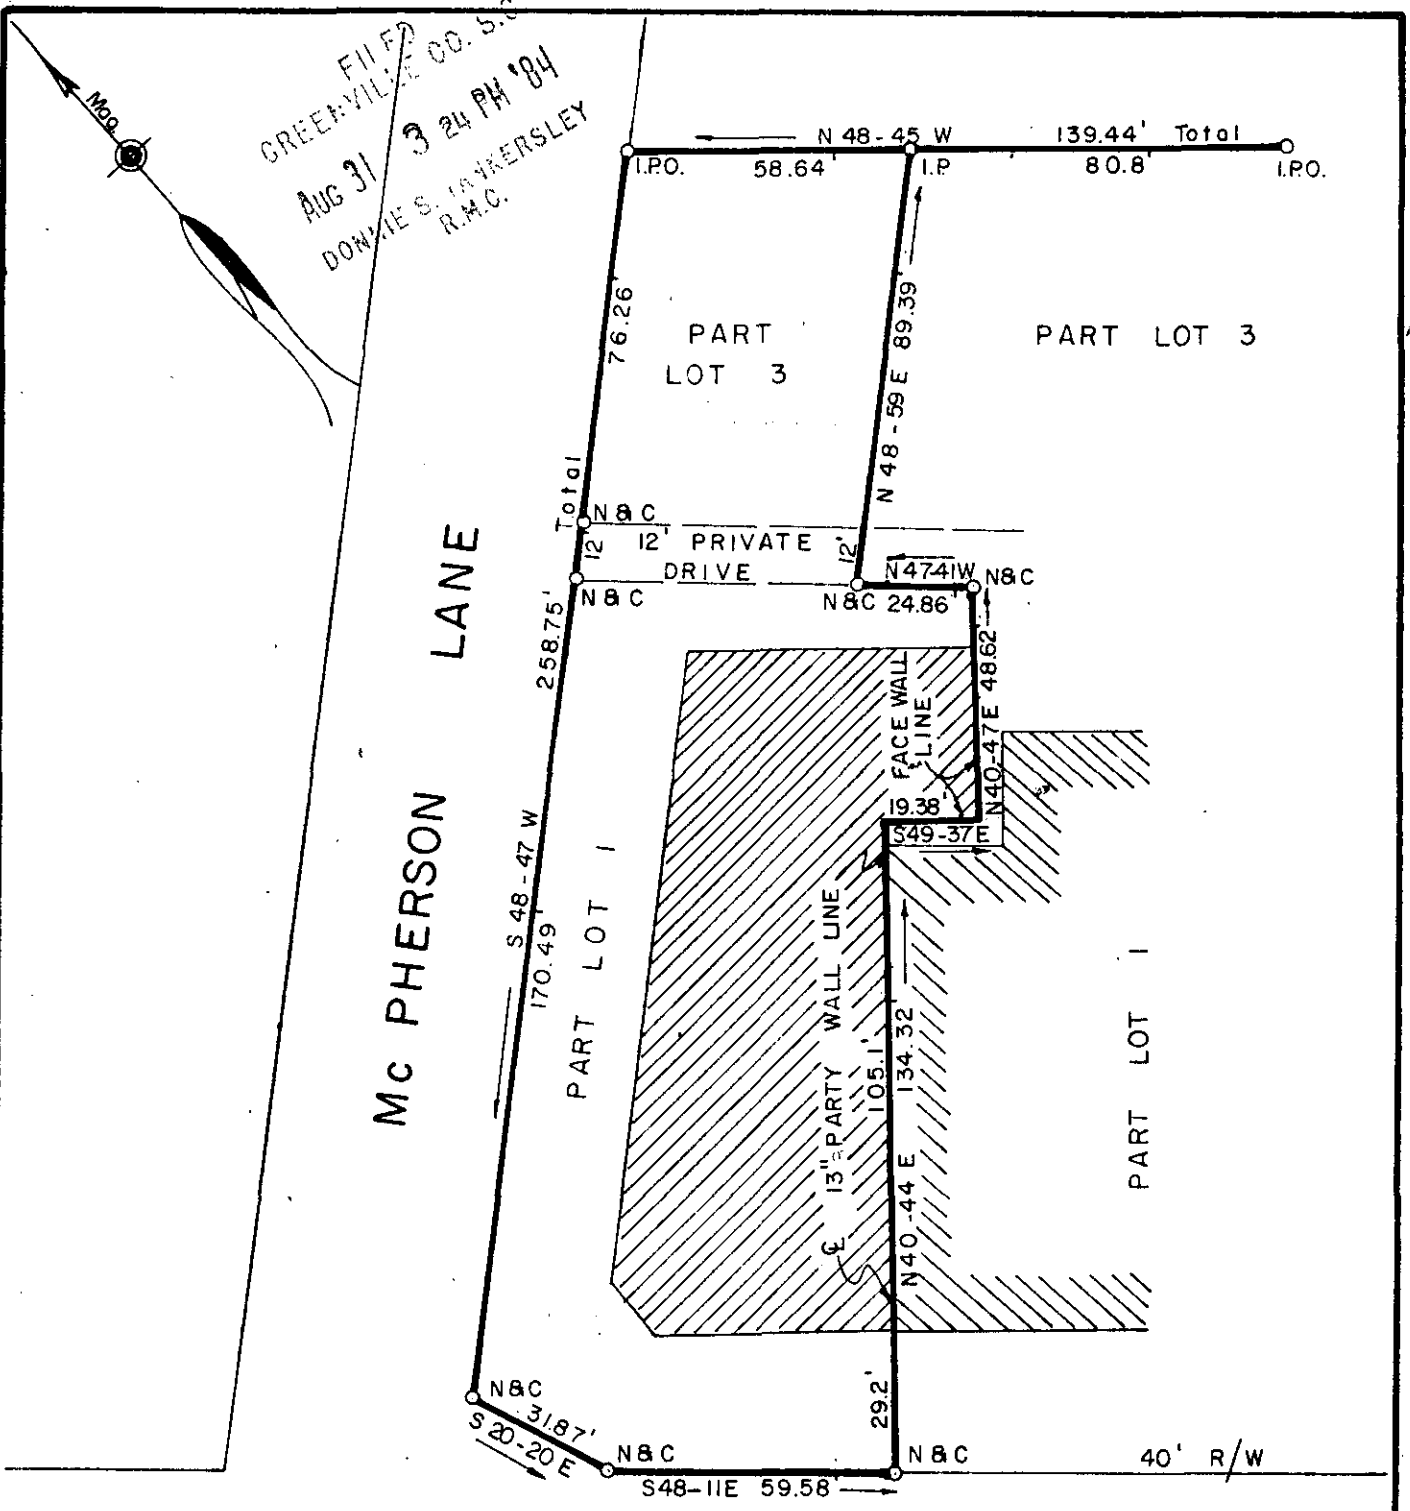 FILED
GREENVILLE CO. S.C
AUG 31 3 24 PM '84
DONNIE S. TANKERSLEY
R.M.C.
Mag.
N 48-45 W 139.44' Total
I.P.O. 58.64' I.P. 80.8' I.P.O.
76.26'
PART
LOT 3
N 48-59 E 89.39'
PART LOT 3
Total
N & C
12' 12' PRIVATE 12'
DRIVE
N & C
N47-41W N&C
N&C 24.86'
258.75'
Mc PHERSON LANE
S 48-47 W
170.49'
PART LOT 1
FACE WALL
LINE
N40-47E 48.62'
19.38'
S49-37E
13" PARTY WALL LINE
℄
105.1'
N40-44 E 134.32
PART LOT 1
29.2'
N&C
31.87'
S 20-20 E
N & C
N & C
40' R/W
S48-11E 59.58'